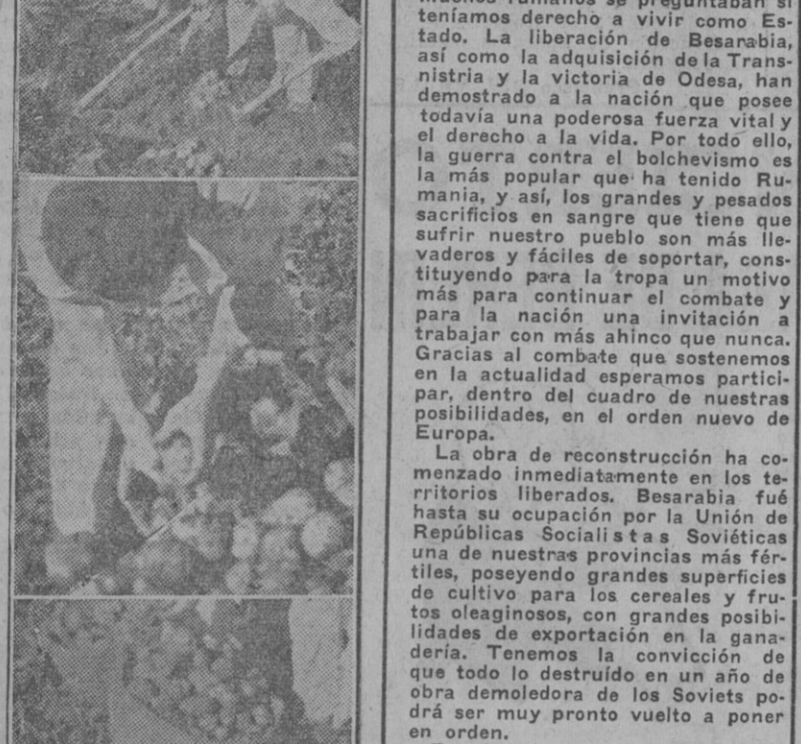 Muchos rumanos se preguntaban si
teníamos derecho a vivir como Es-
tado. La liberación de Besarabia,
así como la adquisición de la Trans-
nistria y la victoria de Odesa, han
demostrado a la nación que posee
todavía una poderosa fuerza vital y
el derecho a la vida. Por todo ello,
la guerra contra el bolchevismo es
la más popular que ha tenido Ru-
mania, y así, los grandes y pesados
sacrificios en sangre que tiene que
sufrir nuestro pueblo son más lle-
vaderos y fáciles de soportar, cons-
tituyendo para la tropa un motivo
más para continuar el combate y
para la nación una invitación a
trabajar con más ahinco que nunca.
Gracias al combate que sostenemos
en la actualidad esperamos partici-
par, dentro del cuadro de nuestras
posibilidades, en el orden nuevo de
Europa.
La obra de reconstrucción ha co-
menzado inmediatamente en los te-
rritorios liberados. Besarabia fué
hasta su ocupación por la Unión de
Repúblicas Socialistas Soviéticas
una de nuestras provincias más fér-
tiles, poseyendo grandes superficies
de cultivo para los cereales y fru-
tos oleaginosos, con grandes posibi-
lidades de exportación en la gana-
dería. Tenemos la convicción de
que todo lo destruído en un año de
obra demoledora de los Soviets po-
drá ser muy pronto vuelto a poner
en orden.